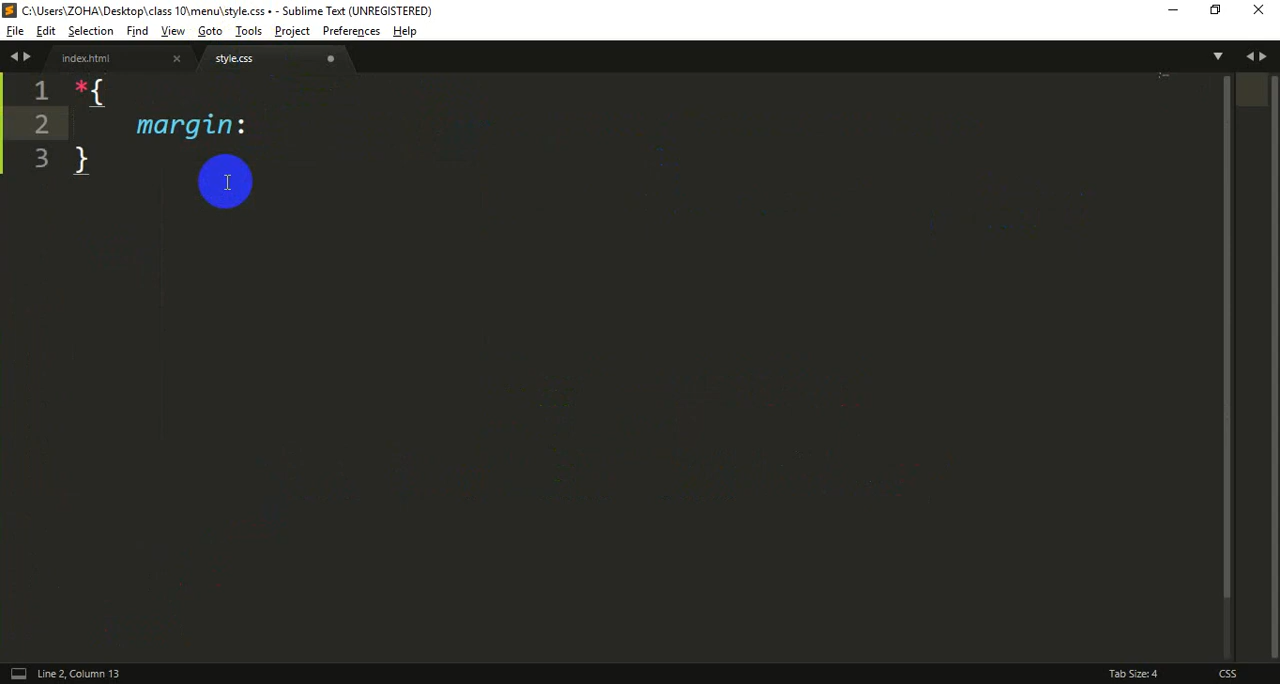 C:\Users\ZOHA\Desktop\class 10\menu\style.css • - Sublime Text (UNREGISTERED)
File Edit Selection Find View Goto Tools Project Preferences Help
index.html style.css
1 *{
2 margin:
3 }
Line 2, Column 13 Tab Size: 4 CSS